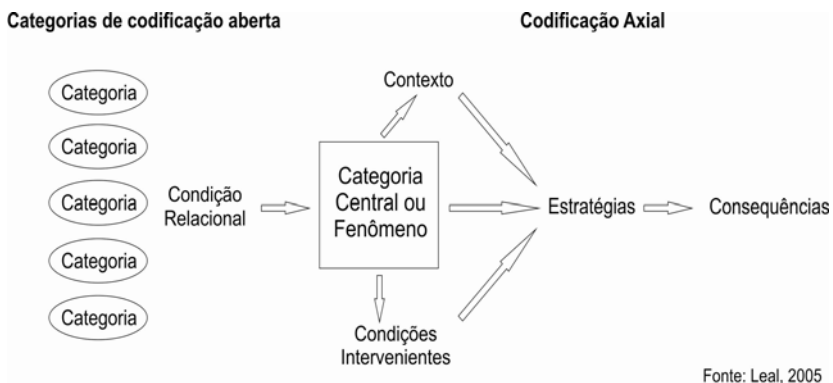 Categorias de codificação aberta
Codificação Axial
Categoria
Categoria
Categoria
Categoria
Categoria
Condição
Relacional
Categoria
Central ou
Fenômeno
Contexto
Condições
Intervenientes
Estratégias
Consequências
Fonte: Leal, 2005